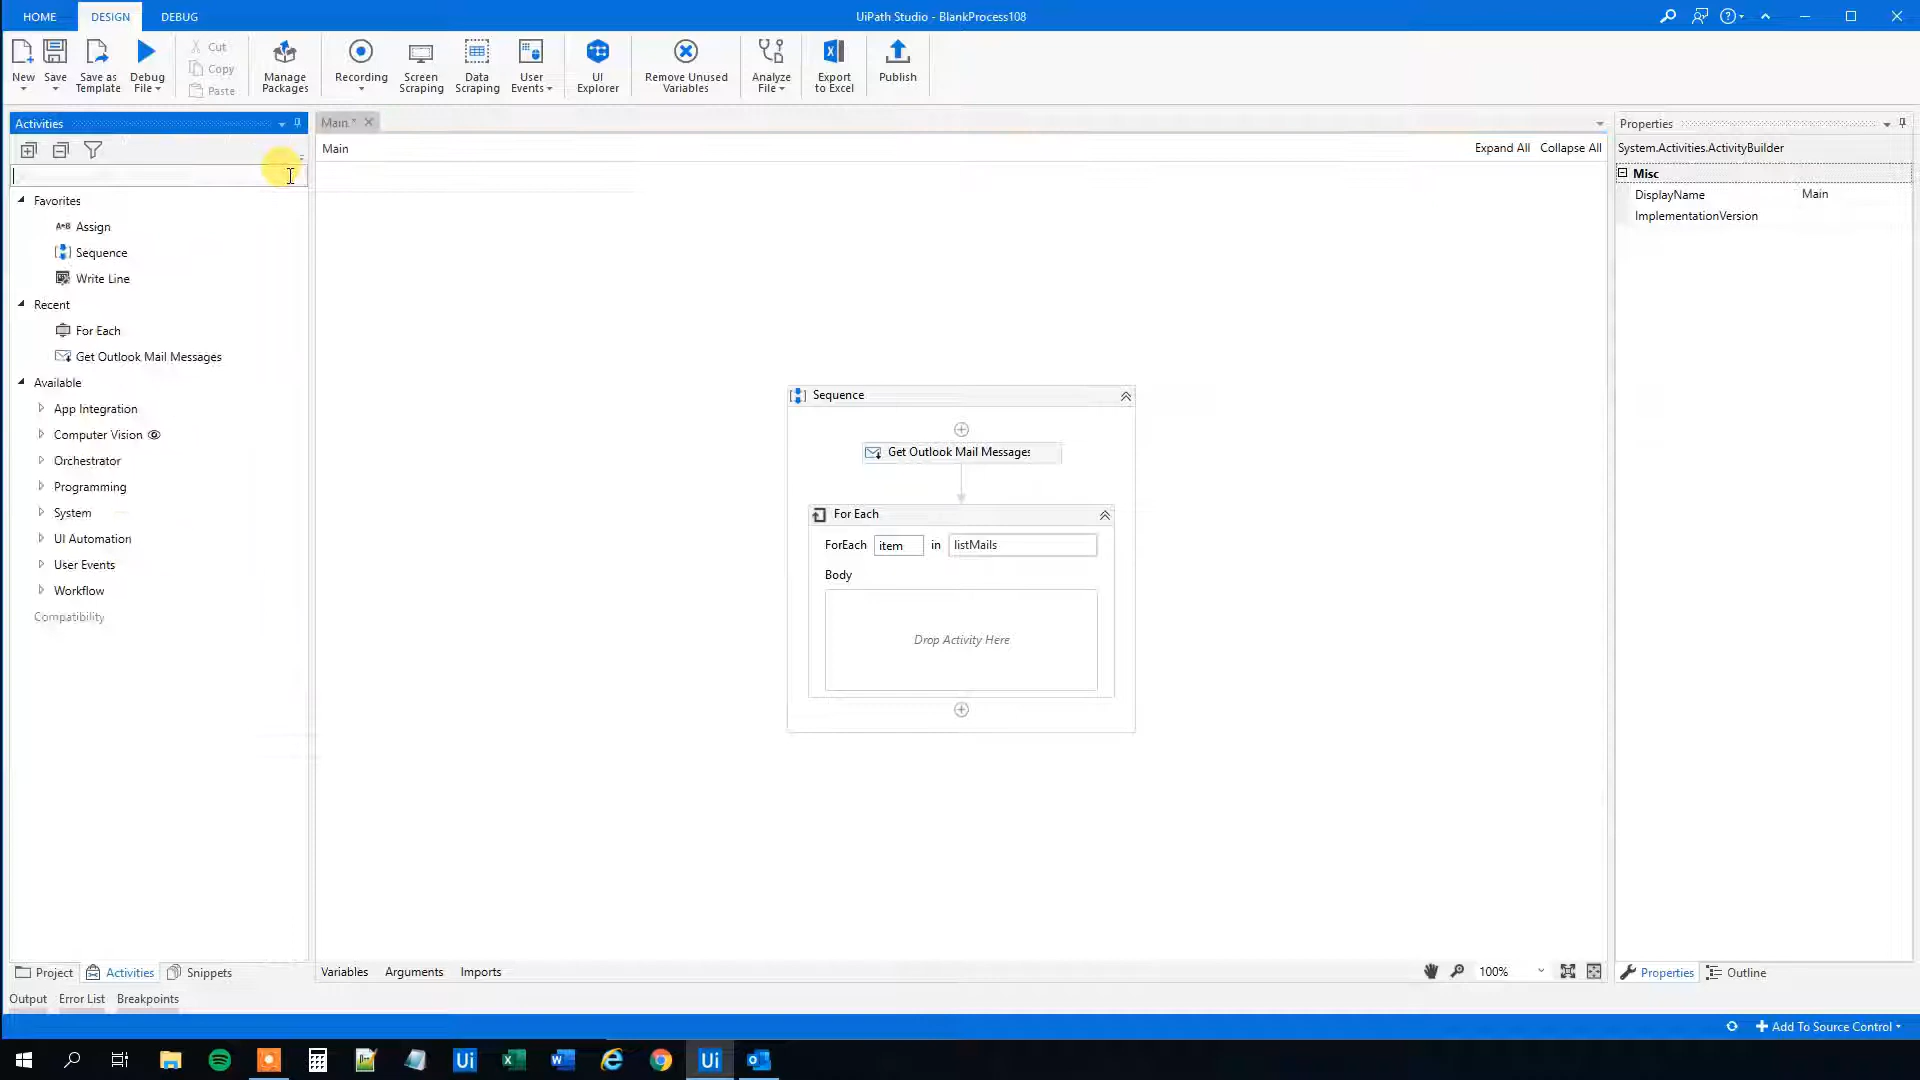 HOME DESIGN DEBUG
UiPath Studio - BlankProcess108
New Save Save as Template Debug File
Cut
Copy
Paste
Manage Packages
Recording Screen Scraping Data Scraping User Events UI Explorer
Remove Unused Variables
Analyze File
Export to Excel
Publish
Activities
Favorites
Assign
Sequence
Write Line
Recent
For Each
Get Outlook Mail Messages
Available
App Integration
Computer Vision
Orchestrator
Programming
System
UI Automation
User Events
Workflow
Compatibility
Project Activities Snippets
Main *
Main
Expand All Collapse All
Sequence
Get Outlook Mail Messages
For Each
ForEach item in listMails
Body
Drop Activity Here
Variables Arguments Imports
100%
Properties
System.Activities.ActivityBuilder
Misc
DisplayName Main
ImplementationVersion
Properties Outline
Output Error List Breakpoints
Add To Source Control